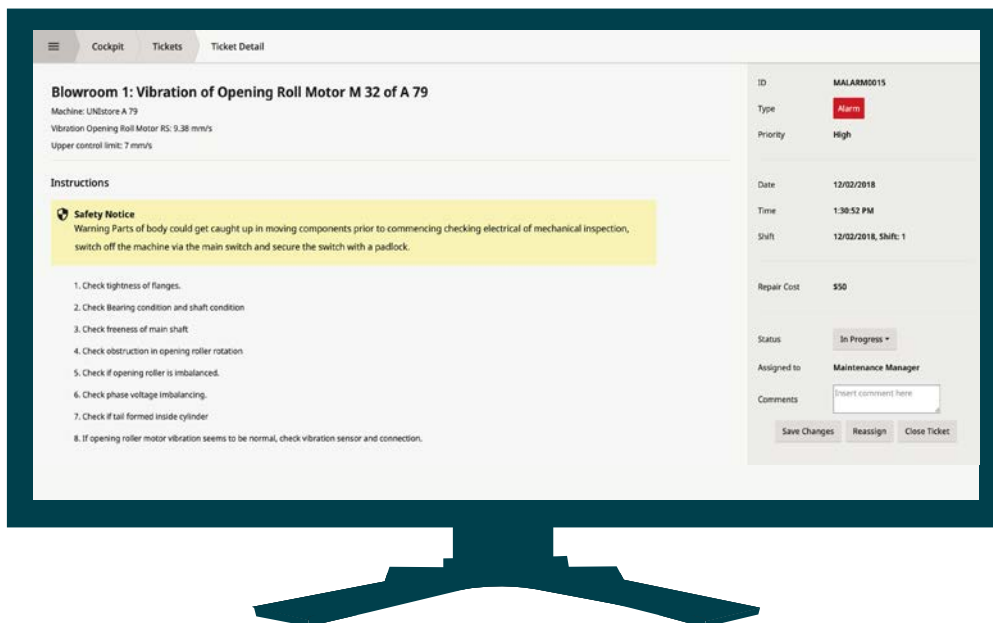 Cockpit Tickets Ticket Detail
Blowroom 1: Vibration of Opening Roll Motor M 32 of A 79
Machine: UNIstore A 79
Vibration Opening Roll Motor RS: 9.38 mm/s
Upper control limit: 7 mm/s
Instructions
Safety Notice
Warning Parts of body could get caught up in moving components prior to commencing checking electrical of mechanical inspection,
switch off the machine via the main switch and secure the switch with a padlock.
1. Check tightness of flanges.
2. Check Bearing condition and shaft condition
3. Check freeness of main shaft
4. Check obstruction in opening roller rotation
5. Check if opening roller is imbalanced.
6. Check phase voltage imbalancing.
7. Check if tail formed inside cylinder
8. If opening roller motor vibration seems to be normal, check vibration sensor and connection.
ID MALARM0015
Type Alarm
Priority High
Date 12/02/2018
Time 1:30:52 PM
Shift 12/02/2018, Shift: 1
Repair Cost $50
Status In Progress
Assigned to Maintenance Manager
Comments Insert comment here
Save Changes Reassign Close Ticket